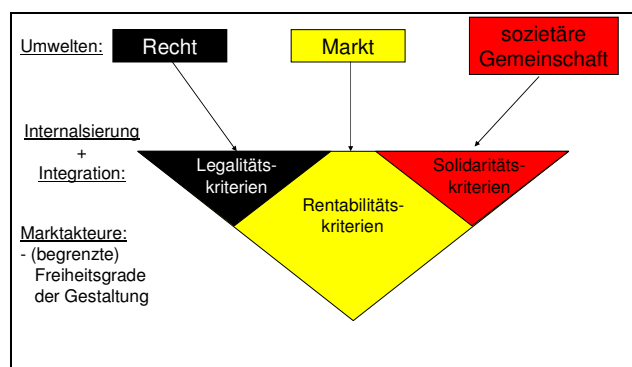 Umwelten:
Recht
Markt
sozietäre
Gemeinschaft
Internalsierung
+
Integration:
Legalitäts-
kriterien
Rentabilitäts-
kriterien
Solidaritäts-
kriterien
Marktakteure:
- (begrenzte)
Freiheitsgrade
der Gestaltung